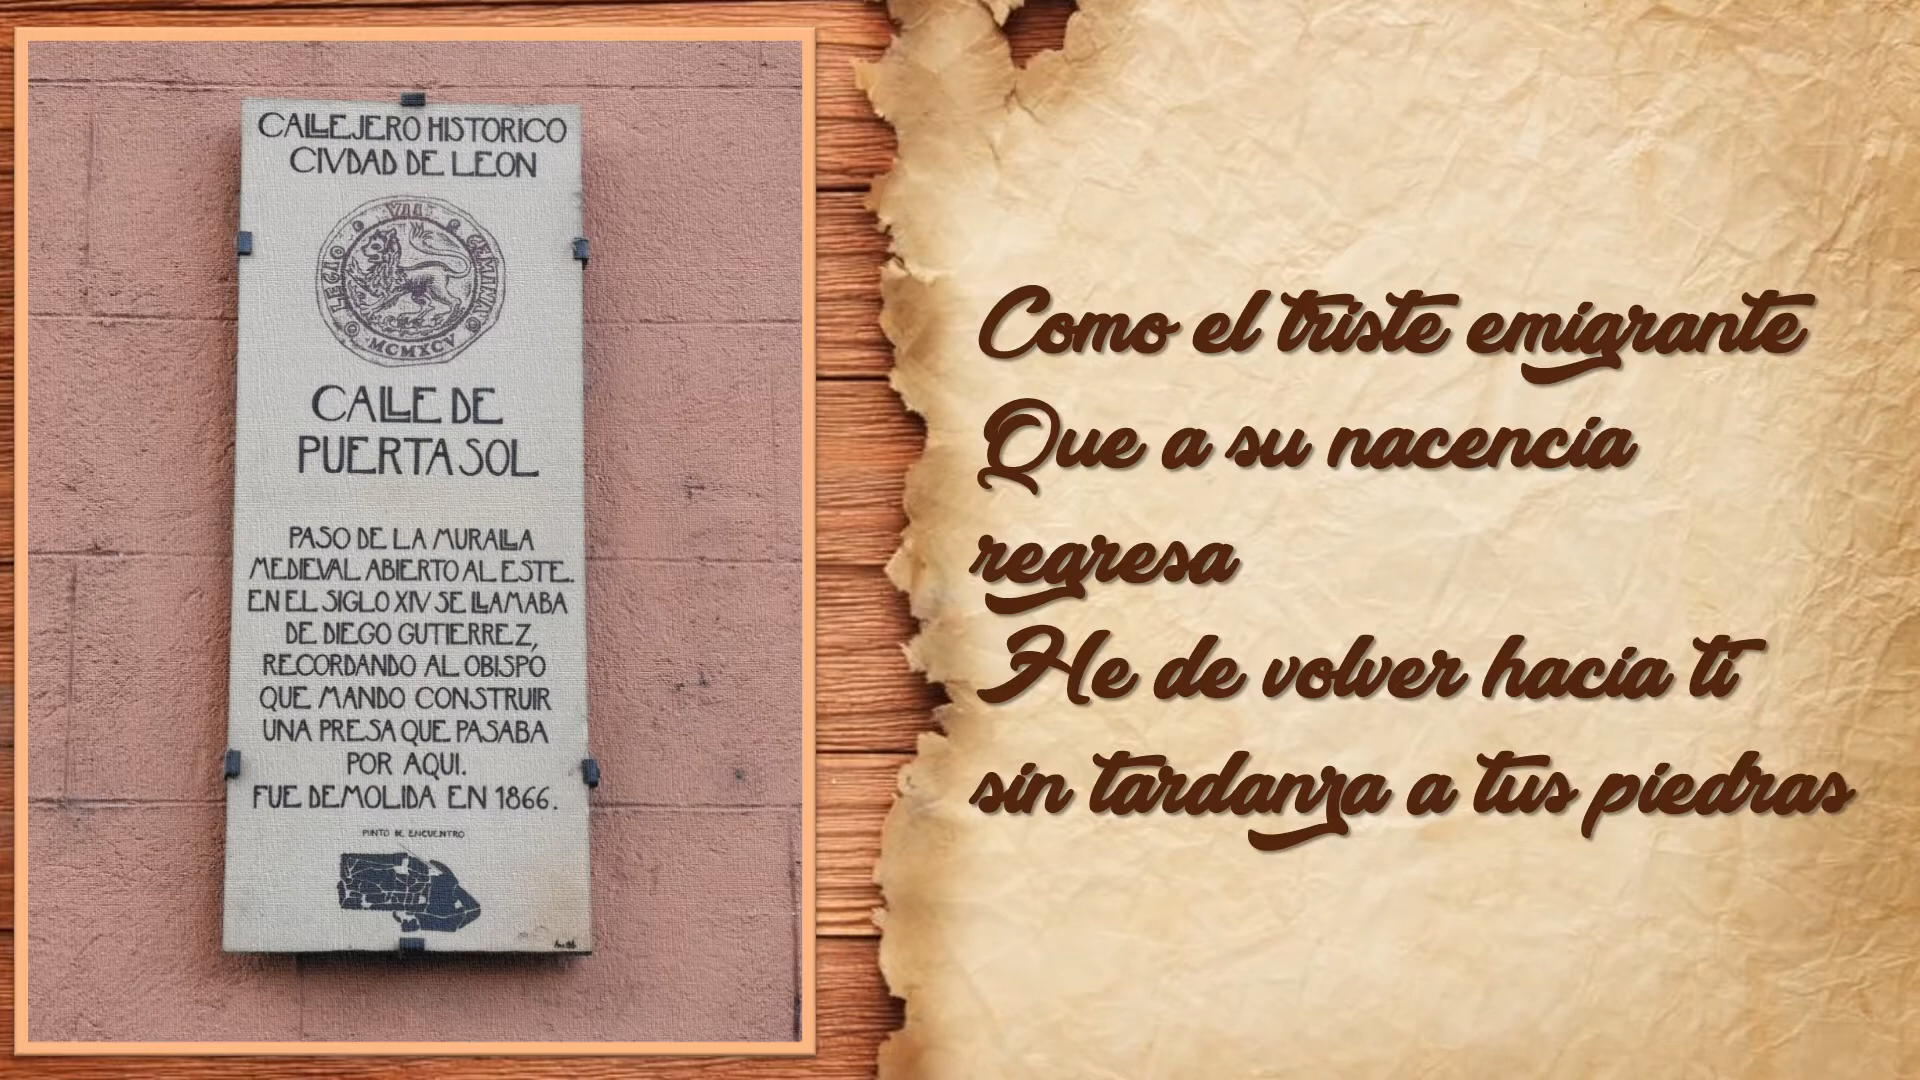 CALLEJERO HISTORICO
CIVDAD DE LEON
LEGIO VII GEMINA
MCMXCV
CALLE DE
PUERTA SOL
PASO DE LA MURALLA
MEDIEVAL ABIERTO AL ESTE.
EN EL SIGLO XIV SE LLAMABA
DE DIEGO GUTIERREZ,
RECORDANDO AL OBISPO
QUE MANDO CONSTRUIR
UNA PRESA QUE PASABA
POR AQUI.
FUE DEMOLIDA EN 1866.
PUNTO DE ENCUENTRO
Como el triste emigrante
Que a su nacencia
regresa
He de volver hacia ti
sin tardanza a tus piedras